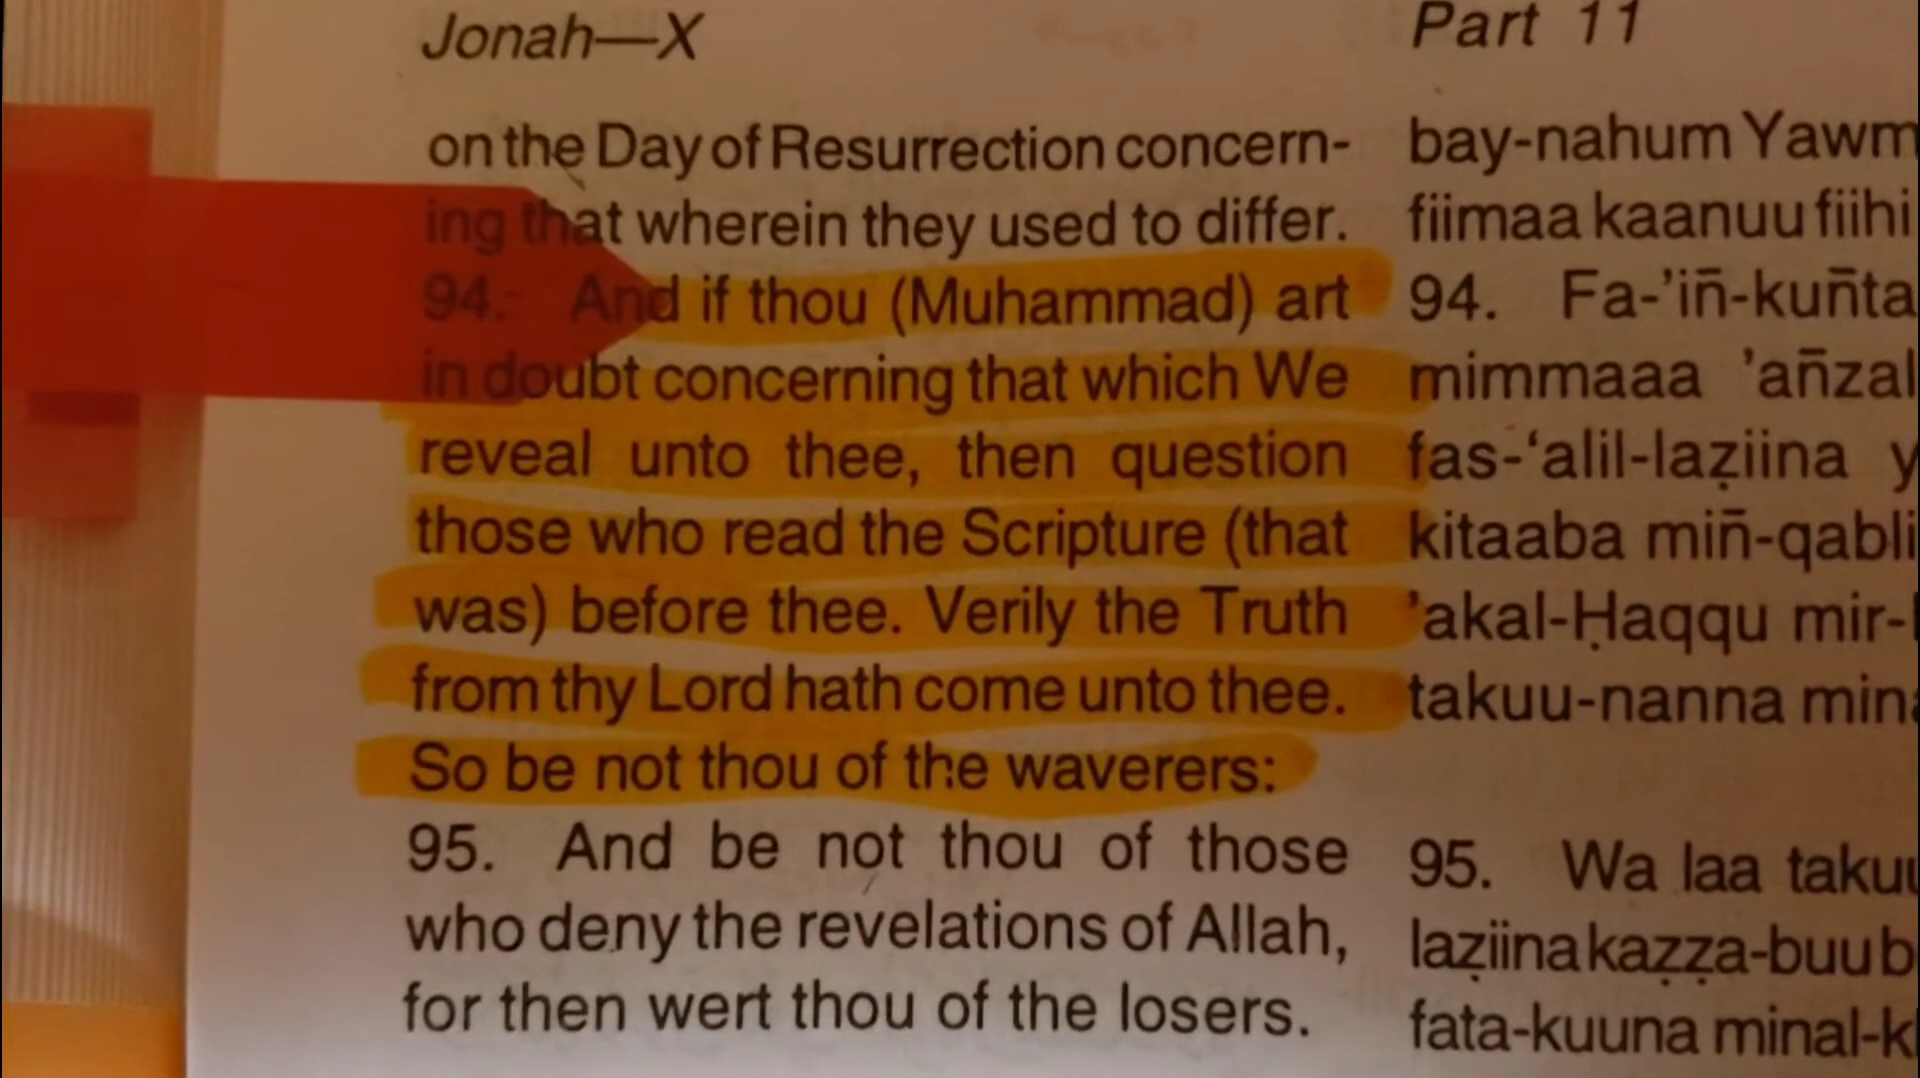 Jonah—X
on the Day of Resurrection concern-
ing that wherein they used to differ.
94. And if thou (Muhammad) art
in doubt concerning that which We
reveal unto thee, then question
those who read the Scripture (that
was) before thee. Verily the Truth
from thy Lord hath come unto thee.
So be not thou of the waverers:
95. And be not thou of those
who deny the revelations of Allah,
for then wert thou of the losers.
Part 11
bay-nahum Yawm
fiimaa kaanuu fiihi
94. Fa-’iñ-kuñta
mimmaaa ’añzal
fas-‘alil-laẓiina y
kitaaba miñ-qabli
’akal-Ḥaqqu mir-
takuu-nanna min
95. Wa laa taku
laẓiina kaẓẓa-buu b
fata-kuuna minal-k